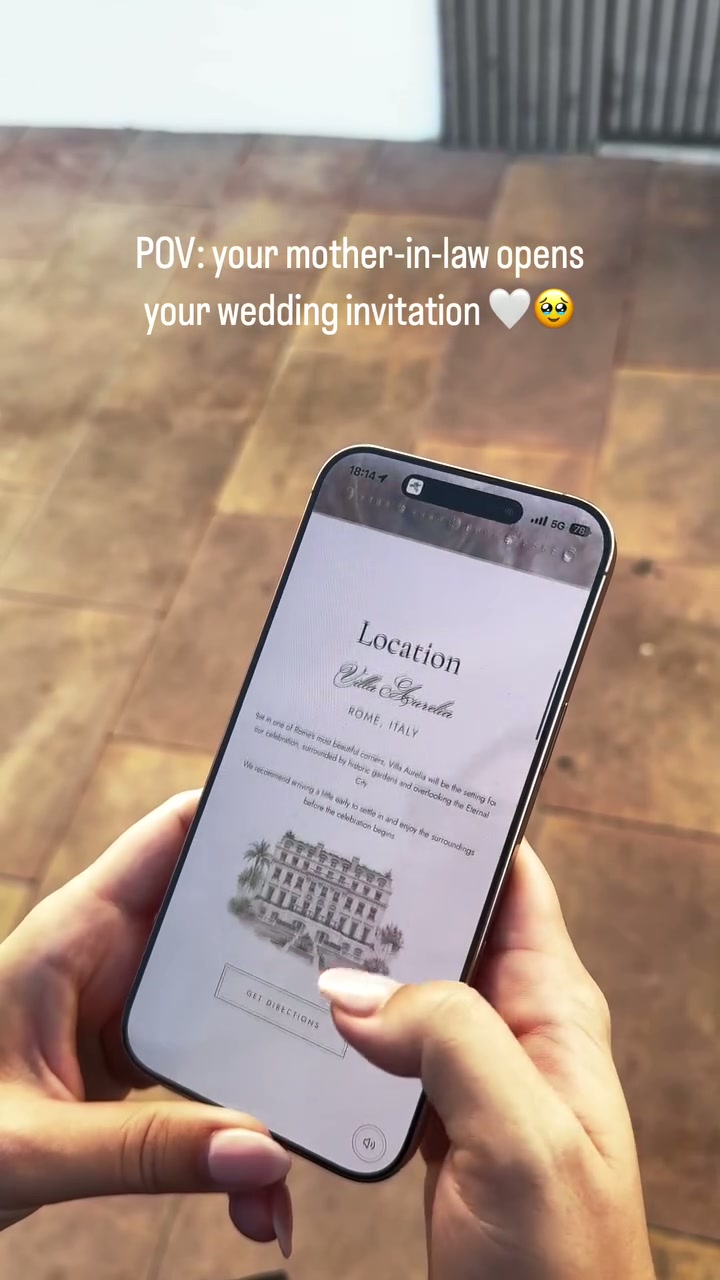 POV: your mother-in-law opens
your wedding invitation 🤍🥹
18:14
5G 78
Location
Villa Aurelia
ROME, ITALY
Set in one of Rome's most beautiful corners, Villa Aurelia will be the setting for
our celebration, surrounded by historic gardens and overlooking the Eternal
City.
We recommend arriving a little early to settle in and enjoy the surroundings
before the celebration begins.
GET DIRECTIONS